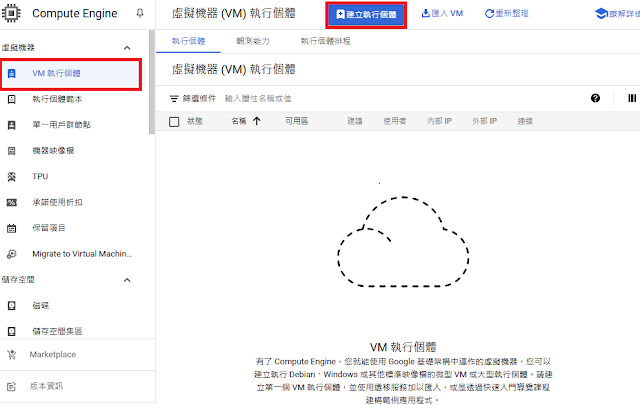 Compute Engine
虛擬機器
VM 執行個體
執行個體範本
單一用戶群節點
機器映像檔
TPU
承諾使用折扣
保留項目
Migrate to Virtual Machin...
儲存空間
磁碟
儲存空間集區
Marketplace
版本資訊
虛擬機器 (VM) 執行個體
建立執行個體
匯入 VM
重新整理
瞭解詳情
執行個體 觀測能力 執行個體排程
虛擬機器 (VM) 執行個體
篩選條件 輸入屬性名稱或值
狀態 名稱 可用區 建議 使用者 內部 IP 外部 IP 連線
VM 執行個體
有了 Compute Engine，您就能使用 Google 基礎架構中運作的虛擬機器。您可以
建立執行 Debian、Windows 或其他標準映像檔的微型 VM 或大型執行個體。請建
立第一個 VM 執行個體，並使用遷移服務加以匯入，或是透過快速入門導覽課程
建構範例應用程式。